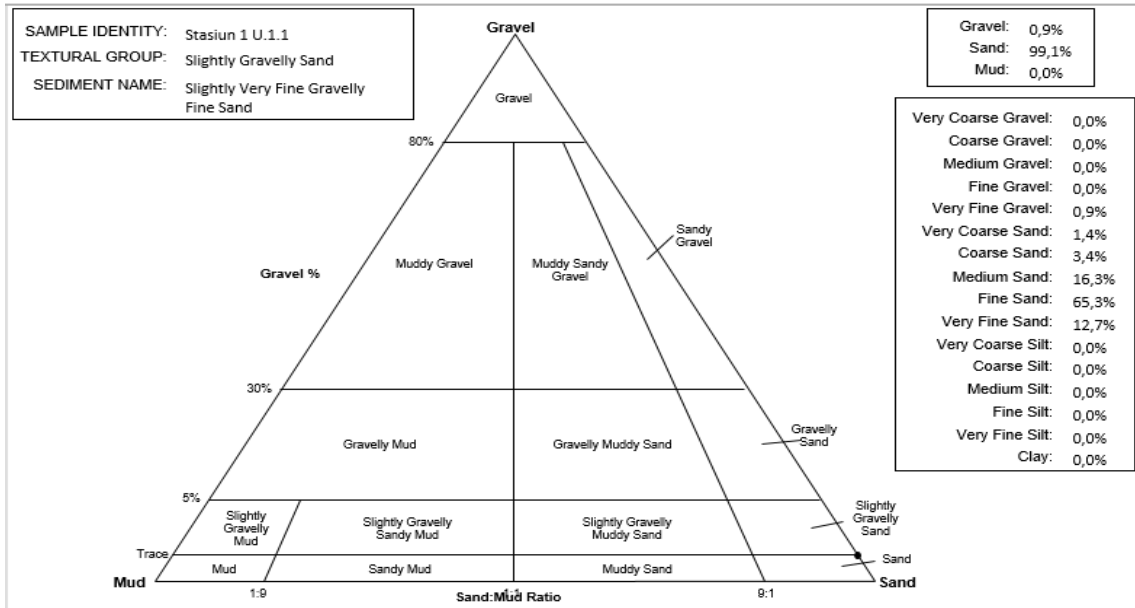 SAMPLE IDENTITY: Stasiun 1 U.1.1
TEXTURAL GROUP: Slightly Gravelly Sand
SEDIMENT NAME: Slightly Very Fine Gravelly
Fine Sand
Gravel
Gravel: 0,9%
Sand: 99,1%
Mud: 0,0%
Very Coarse Gravel: 0,0%
Coarse Gravel: 0,0%
Medium Gravel: 0,0%
Fine Gravel: 0,0%
Very Fine Gravel: 0,9%
Very Coarse Sand: 1,4%
Coarse Sand: 3,4%
Medium Sand: 16,3%
Fine Sand: 65,3%
Very Fine Sand: 12,7%
Very Coarse Silt: 0,0%
Coarse Silt: 0,0%
Medium Silt: 0,0%
Fine Silt: 0,0%
Very Fine Silt: 0,0%
Clay: 0,0%
Gravel
80%
Sandy
Gravel
Muddy Gravel
Muddy Sandy
Gravel
Gravel %
30%
Gravelly Mud
Gravelly Muddy Sand
Gravelly
Sand
5%
Slightly
Gravelly
Mud
Slightly Gravelly
Sandy Mud
Slightly Gravelly
Muddy Sand
Slightly
Gravelly
Sand
Trace
Mud
Mud
Sandy Mud
Muddy Sand
Sand
Sand
1:9
1:1
9:1
Sand:Mud Ratio